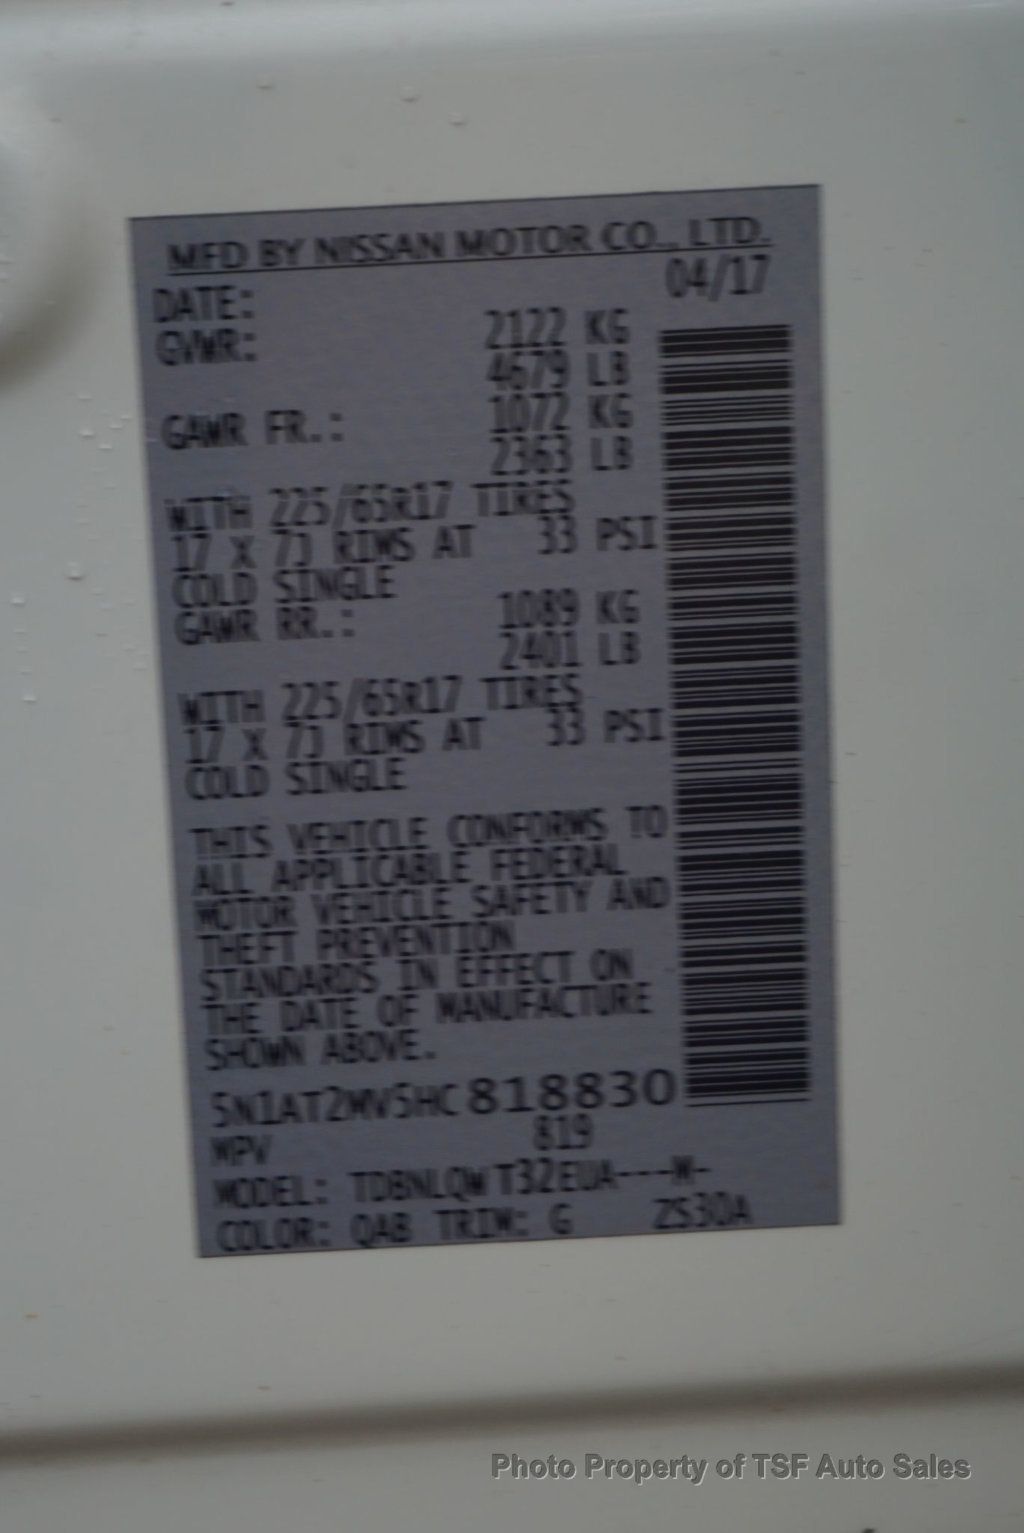 MFD BY NISSAN MOTOR CO., LTD.
DATE: 04/17
GVWR: 2122 KG
4679 LB
GAWR FR.: 1072 KG
2363 LB
WITH 225/65R17 TIRES
17 X 7J RIMS AT 33 PSI
COLD SINGLE
GAWR RR.: 1089 KG
2401 LB
WITH 225/65R17 TIRES
17 X 7J RIMS AT 33 PSI
COLD SINGLE
THIS VEHICLE CONFORMS TO
ALL APPLICABLE FEDERAL
MOTOR VEHICLE SAFETY AND
THEFT PREVENTION
STANDARDS IN EFFECT ON
THE DATE OF MANUFACTURE
SHOWN ABOVE.
5N1AT2MV5HC818830
MPV 819
MODEL: TDBNLQW T32EUA---M-
COLOR: QAB TRIM: G ZS30A
Photo Property of TSF Auto Sales